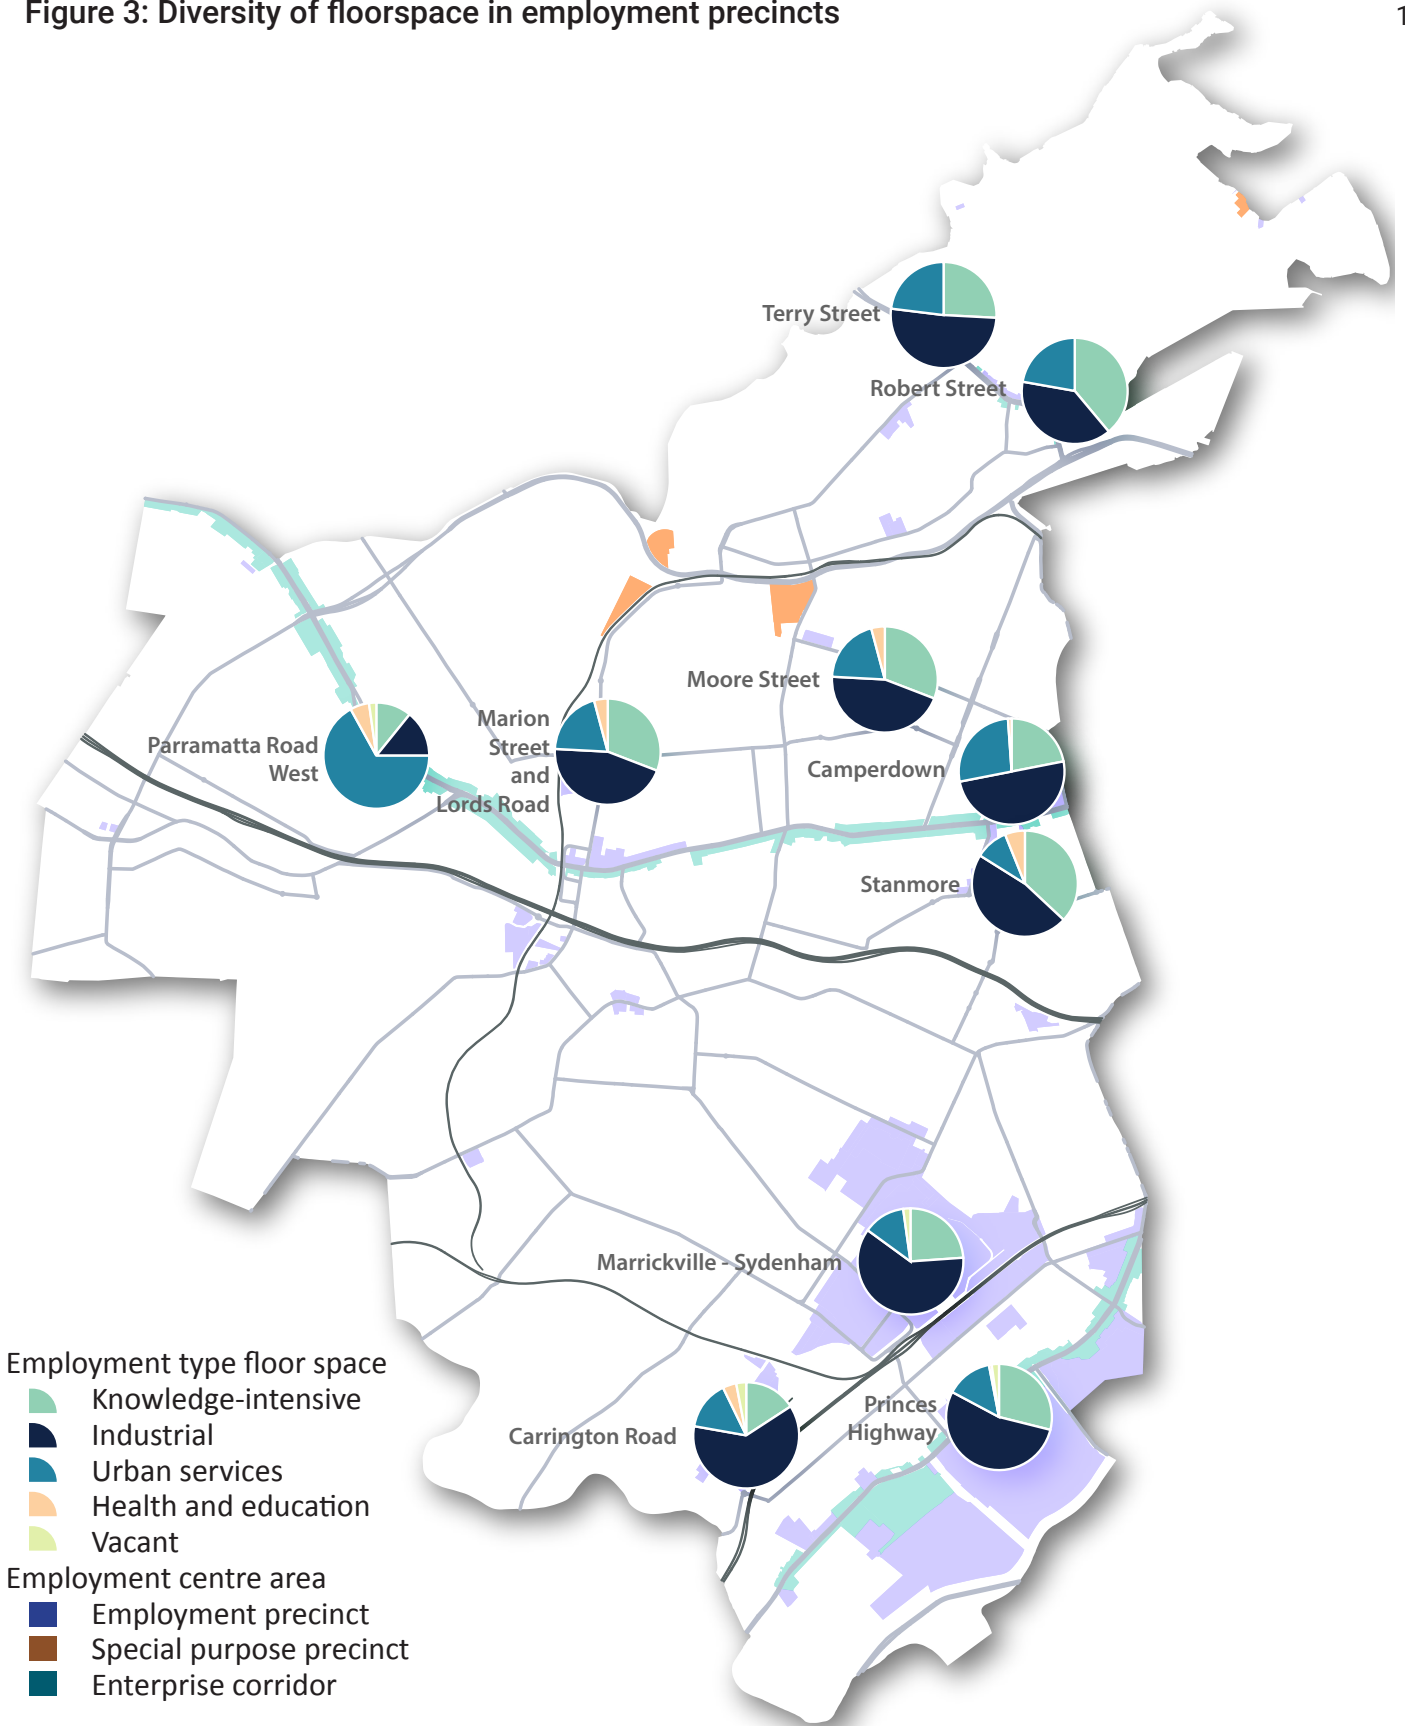 Figure 3: Diversity of floorspace in employment precincts
1
Terry Street
Robert Street
Moore Street
Marion
Street
and
Lords Road
Parramatta Road
West
Camperdown
Stanmore
Marrickville - Sydenham
Princes
Highway
Carrington Road
Employment type floor space
Knowledge-intensive
Industrial
Urban services
Health and education
Vacant
Employment centre area
Employment precinct
Special purpose precinct
Enterprise corridor